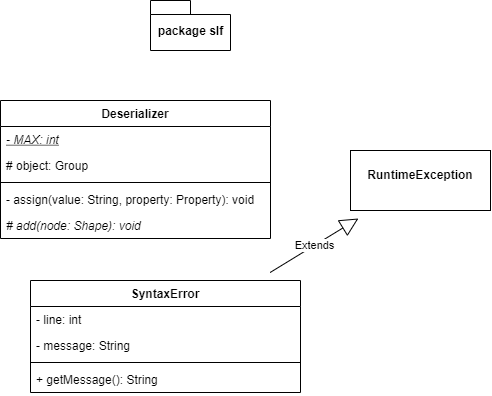 package slf
Deserializer
- MAX: int
# object: Group
- assign(value: String, property: Property): void
# add(node: Shape): void
RuntimeException
Extends
SyntaxError
- line: int
- message: String
+ getMessage(): String